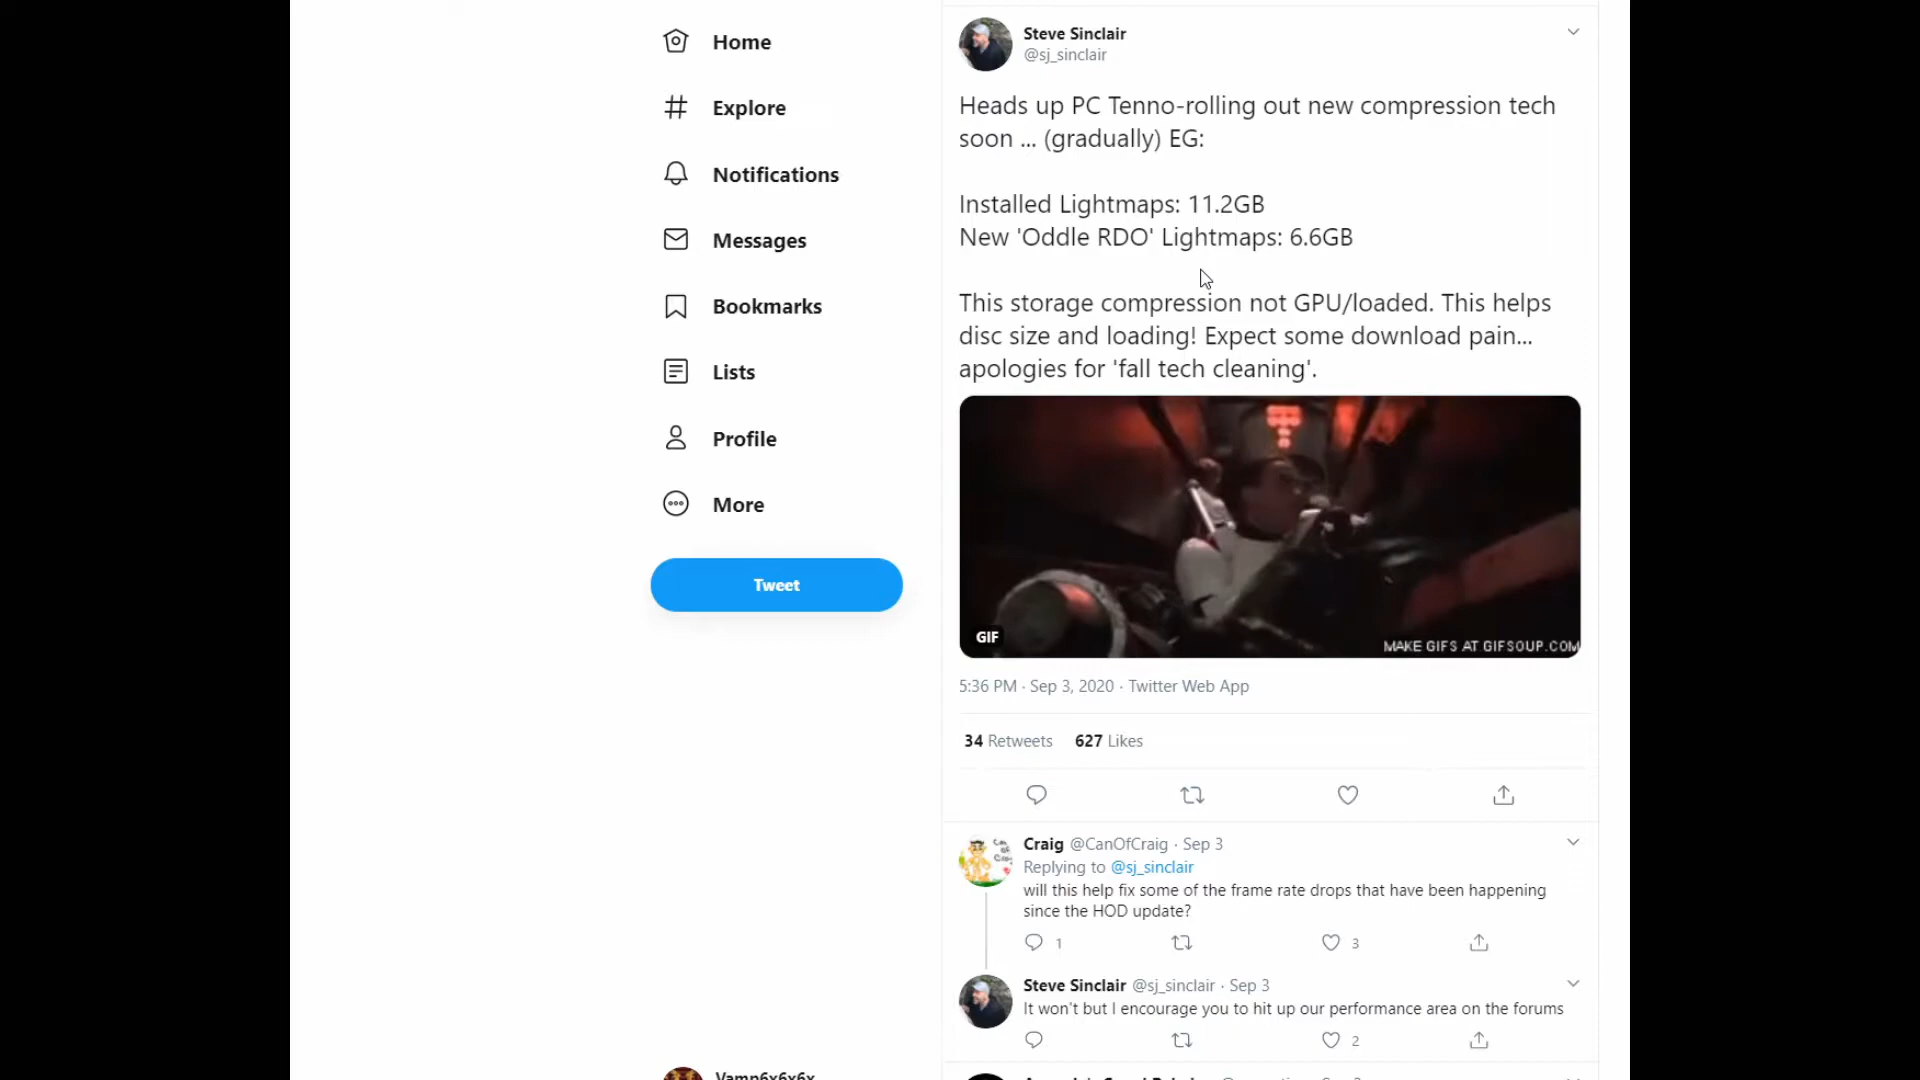 Home
Explore
Notifications
Messages
Bookmarks
Lists
Profile
More
Tweet
Steve Sinclair
@sj_sinclair
Heads up PC Tenno-rolling out new compression tech
soon ... (gradually) EG:
Installed Lightmaps: 11.2GB
New 'Oddle RDO' Lightmaps: 6.6GB
This storage compression not GPU/loaded. This helps
disc size and loading! Expect some download pain...
apologies for 'fall tech cleaning'.
GIF
MAKE GIFS AT GIFSOUP.COM
5:36 PM · Sep 3, 2020 · Twitter Web App
34 Retweets 627 Likes
Craig @CanOfCraig · Sep 3
Replying to @sj_sinclair
will this help fix some of the frame rate drops that have been happening
since the HOD update?
1 3
Steve Sinclair @sj_sinclair · Sep 3
It won't but I encourage you to hit up our performance area on the forums
2
Vamp6x6x6x